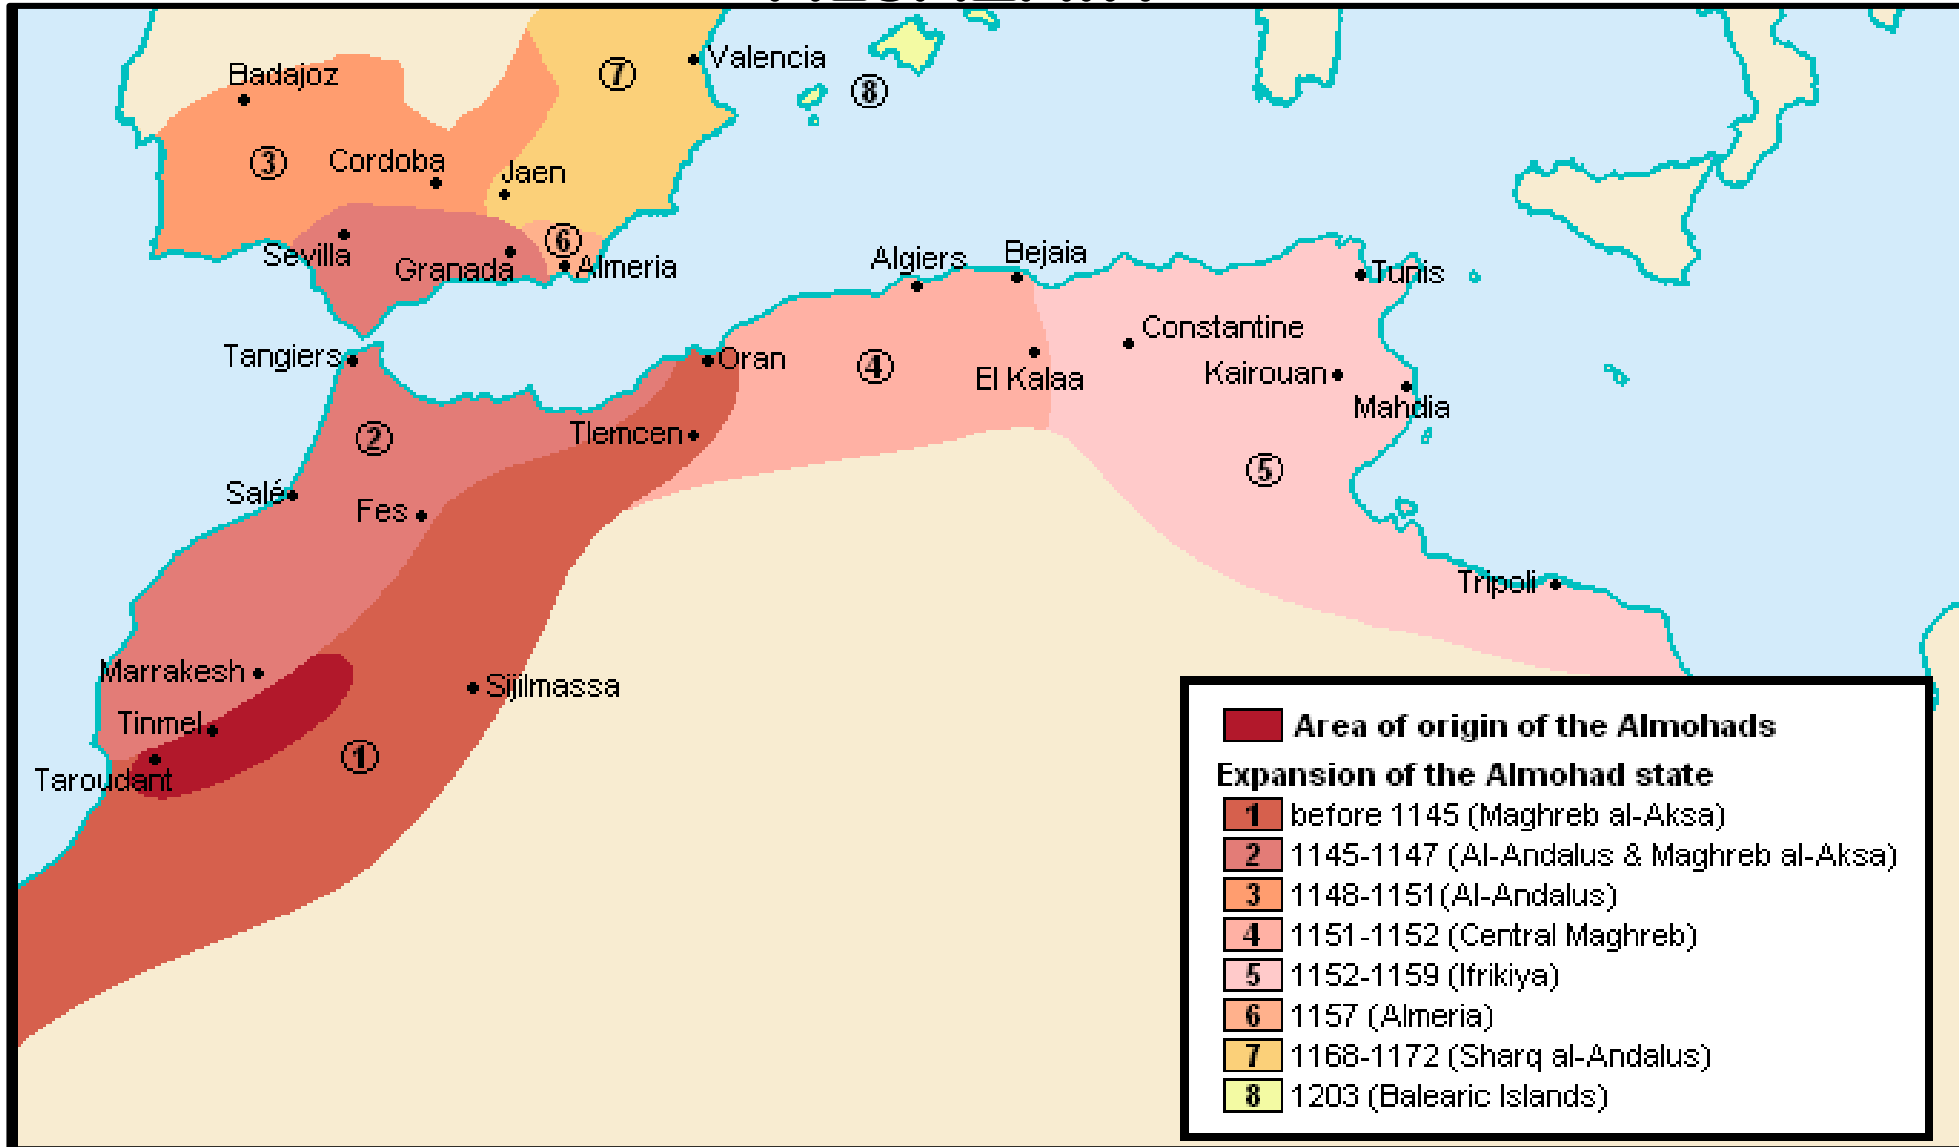 Valencia
7
Badajoz
8
3
Cordoba
Jaen
6
Sevilla
Granada
Almeria
Algiers
Bejaia
Tunis
Constantine
Tangiers
Oran
4
El Kalaa
Kairouan
Mahdia
2
Tlemcen
5
Salé
Fes
Tripoli
Marrakesh
Sijilmassa
Tinmel
1
Taroudant
Area of origin of the Almohads
Expansion of the Almohad state
1 before 1145 (Maghreb al-Aksa)
2 1145-1147 (Al-Andalus & Maghreb al-Aksa)
3 1148-1151(Al-Andalus)
4 1151-1152 (Central Maghreb)
5 1152-1159 (Ifrikiya)
6 1157 (Almeria)
7 1168-1172 (Sharq al-Andalus)
8 1203 (Balearic Islands)